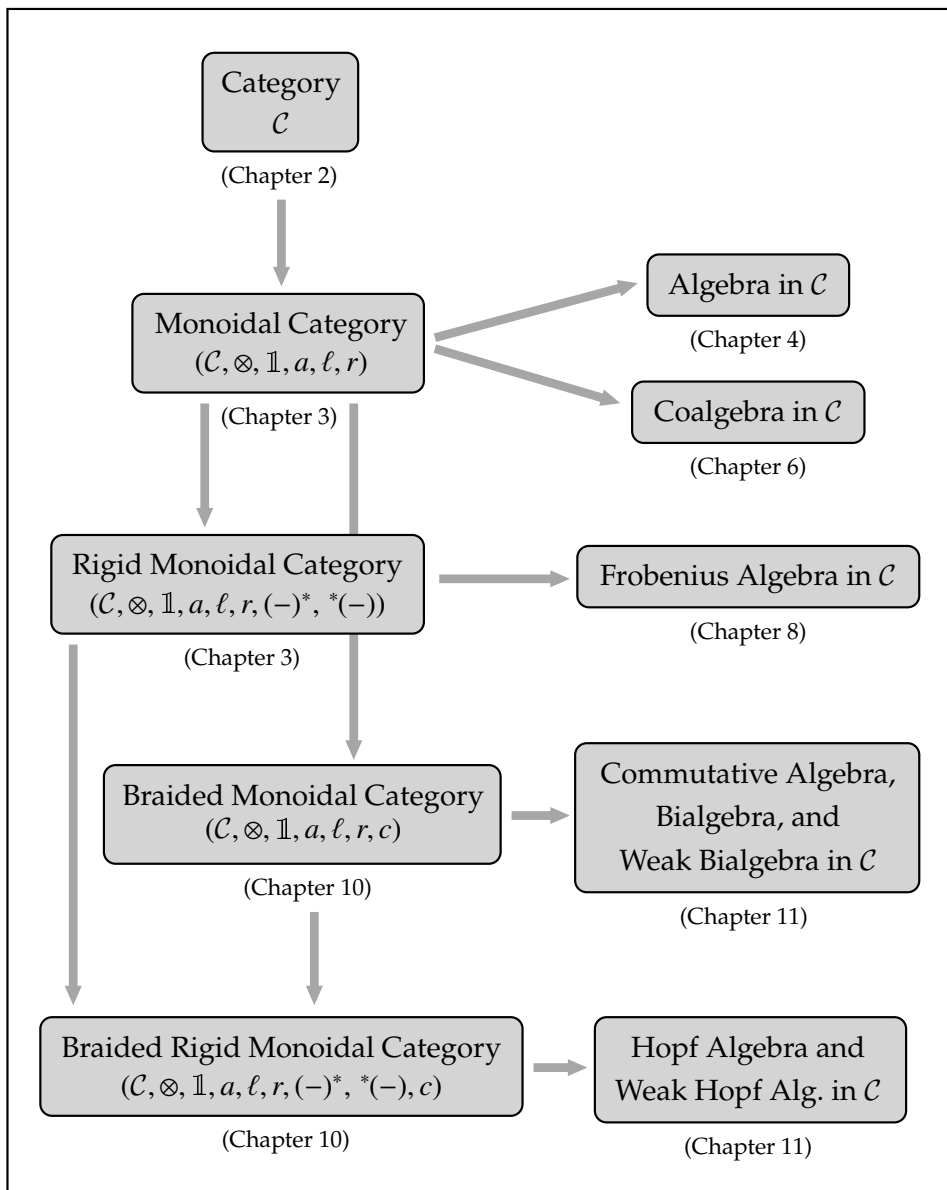 Category
𝒞
(Chapter 2)
Monoidal Category
(𝒞, ⊗, 𝟙, a, ℓ, r)
(Chapter 3)
Algebra in 𝒞
(Chapter 4)
Coalgebra in 𝒞
(Chapter 6)
Rigid Monoidal Category
(𝒞, ⊗, 𝟙, a, ℓ, r, (−)*, *(−))
(Chapter 3)
Frobenius Algebra in 𝒞
(Chapter 8)
Braided Monoidal Category
(𝒞, ⊗, 𝟙, a, ℓ, r, c)
(Chapter 10)
Commutative Algebra,
Bialgebra, and
Weak Bialgebra in 𝒞
(Chapter 11)
Braided Rigid Monoidal Category
(𝒞, ⊗, 𝟙, a, ℓ, r, (−)*, *(−), c)
(Chapter 10)
Hopf Algebra and
Weak Hopf Alg. in 𝒞
(Chapter 11)